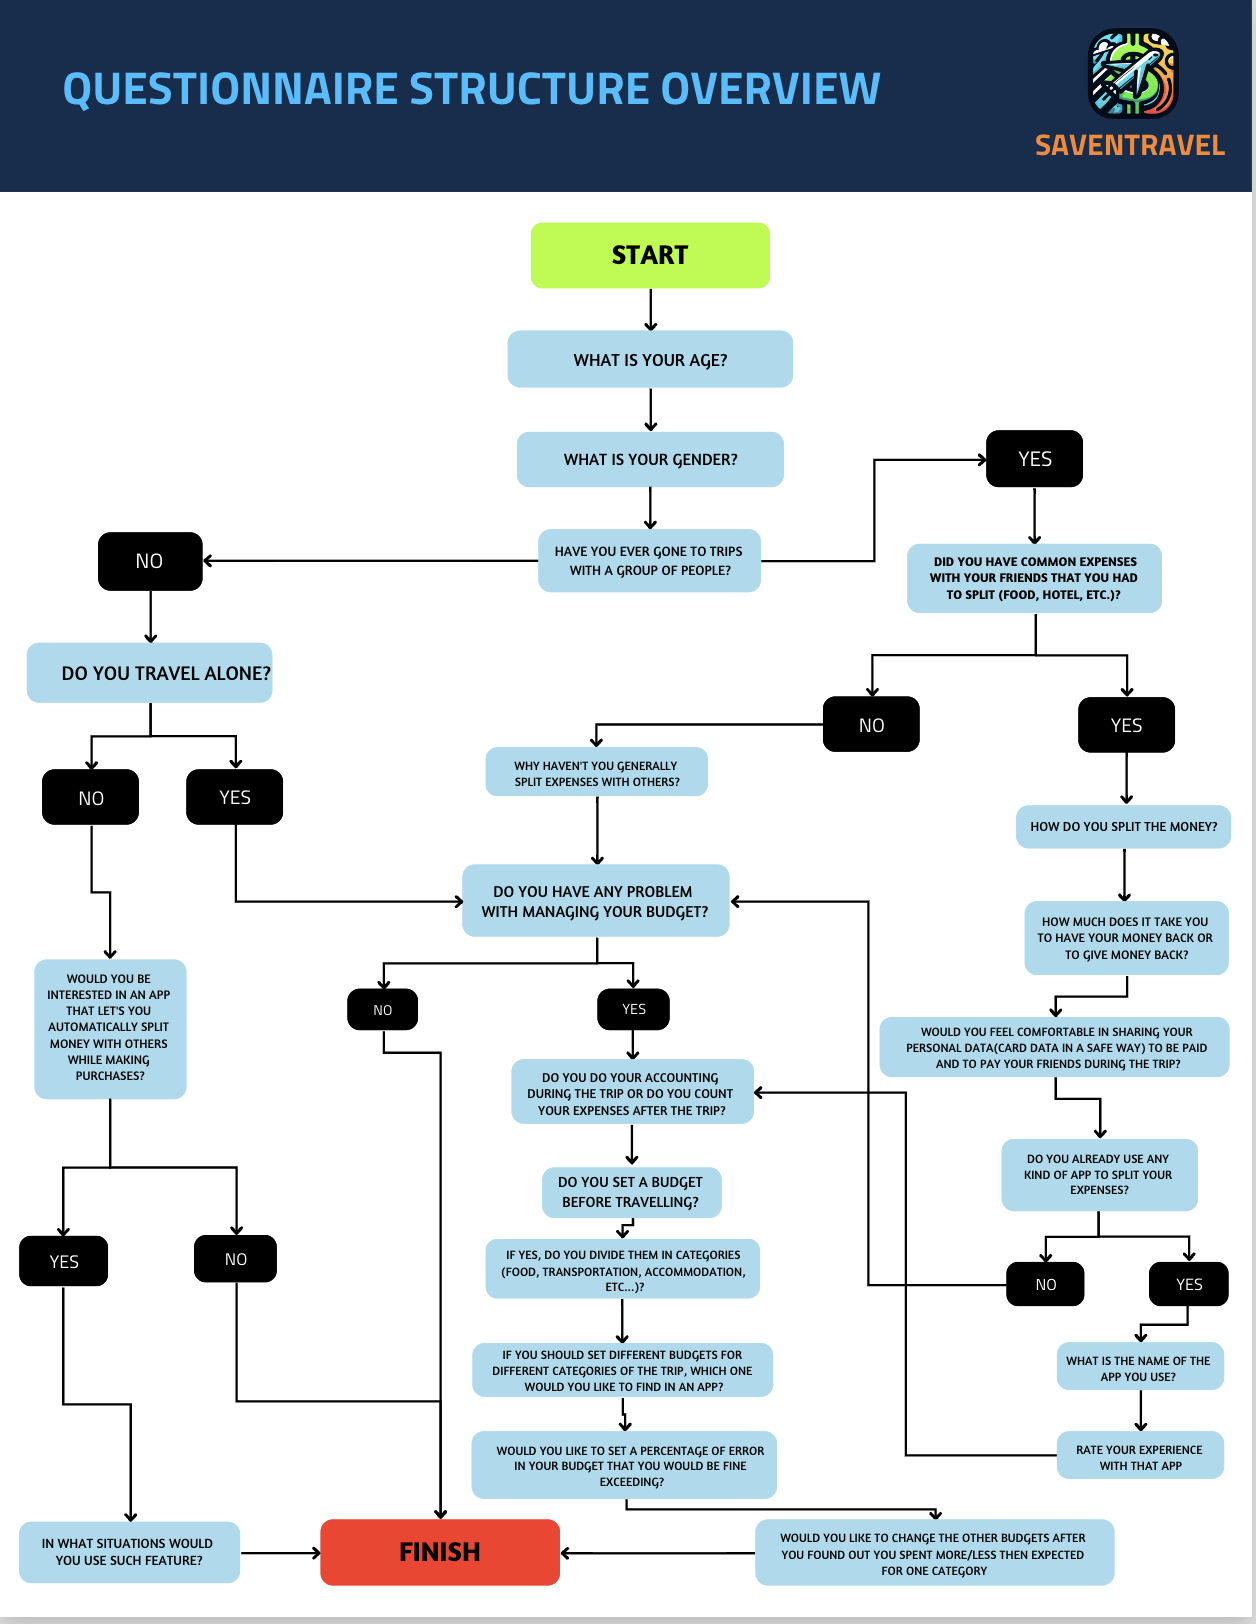 QUESTIONNAIRE STRUCTURE OVERVIEW
SAVENTRAVEL
START
WHAT IS YOUR AGE?
WHAT IS YOUR GENDER?
YES
HAVE YOU EVER GONE TO TRIPS
WITH A GROUP OF PEOPLE?
NO
DID YOU HAVE COMMON EXPENSES
WITH YOUR FRIENDS THAT YOU HAD
TO SPLIT (FOOD, HOTEL, ETC.)?
DO YOU TRAVEL ALONE?
NO
YES
NO
YES
WHY HAVEN'T YOU GENERALLY
SPLIT EXPENSES WITH OTHERS?
HOW DO YOU SPLIT THE MONEY?
DO YOU HAVE ANY PROBLEM
WITH MANAGING YOUR BUDGET?
HOW MUCH DOES IT TAKE YOU
TO HAVE YOUR MONEY BACK OR
TO GIVE MONEY BACK?
WOULD YOU BE
INTERESTED IN AN APP
THAT LET'S YOU
AUTOMATICALLY SPLIT
MONEY WITH OTHERS
WHILE MAKING
PURCHASES?
NO
YES
WOULD YOU FEEL COMFORTABLE IN SHARING YOUR
PERSONAL DATA(CARD DATA IN A SAFE WAY) TO BE PAID
AND TO PAY YOUR FRIENDS DURING THE TRIP?
DO YOU DO YOUR ACCOUNTING
DURING THE TRIP OR DO YOU COUNT
YOUR EXPENSES AFTER THE TRIP?
DO YOU ALREADY USE ANY
KIND OF APP TO SPLIT YOUR
EXPENSES?
DO YOU SET A BUDGET
BEFORE TRAVELLING?
YES
NO
IF YES, DO YOU DIVIDE THEM IN CATEGORIES
(FOOD, TRANSPORTATION, ACCOMMODATION,
ETC...)?
NO
YES
IF YOU SHOULD SET DIFFERENT BUDGETS FOR
DIFFERENT CATEGORIES OF THE TRIP, WHICH ONE
WOULD YOU LIKE TO FIND IN AN APP?
WHAT IS THE NAME OF THE
APP YOU USE?
WOULD YOU LIKE TO SET A PERCENTAGE OF ERROR
IN YOUR BUDGET THAT YOU WOULD BE FINE
EXCEEDING?
RATE YOUR EXPERIENCE
WITH THAT APP
IN WHAT SITUATIONS WOULD
YOU USE SUCH FEATURE?
FINISH
WOULD YOU LIKE TO CHANGE THE OTHER BUDGETS AFTER
YOU FOUND OUT YOU SPENT MORE/LESS THEN EXPECTED
FOR ONE CATEGORY